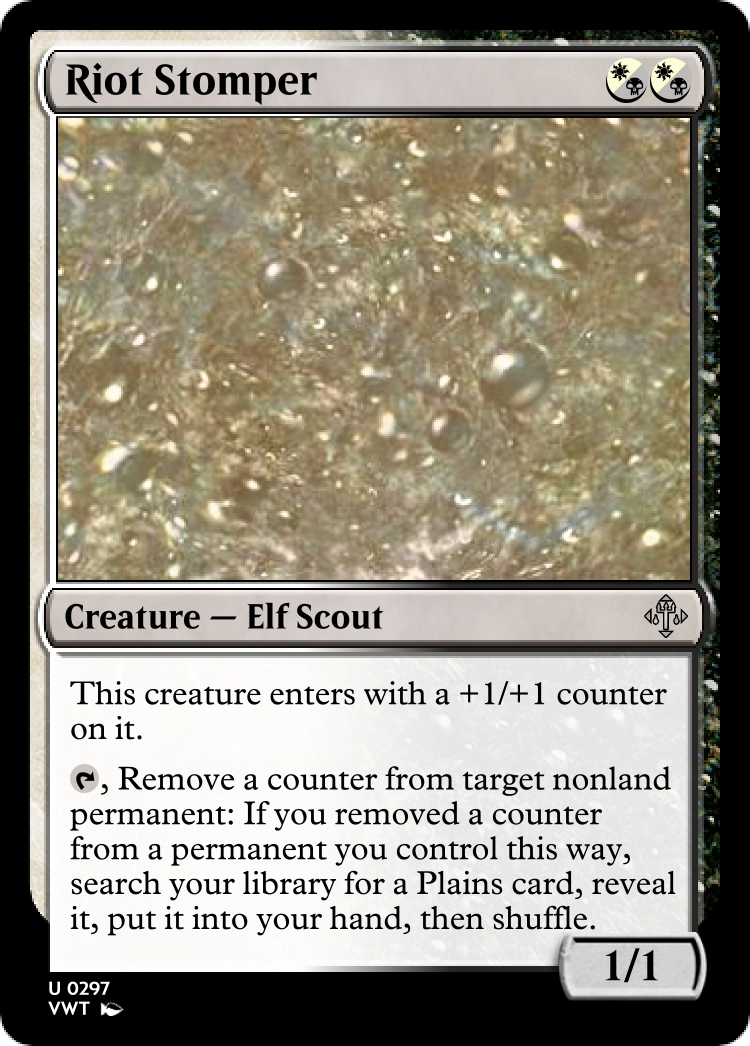 Riot Stomper
Creature — Elf Scout
This creature enters with a +1/+1 counter
on it.
, Remove a counter from target nonland
permanent: If you removed a counter
from a permanent you control this way,
search your library for a Plains card, reveal
it, put it into your hand, then shuffle.
1/1
U 0297
VWT